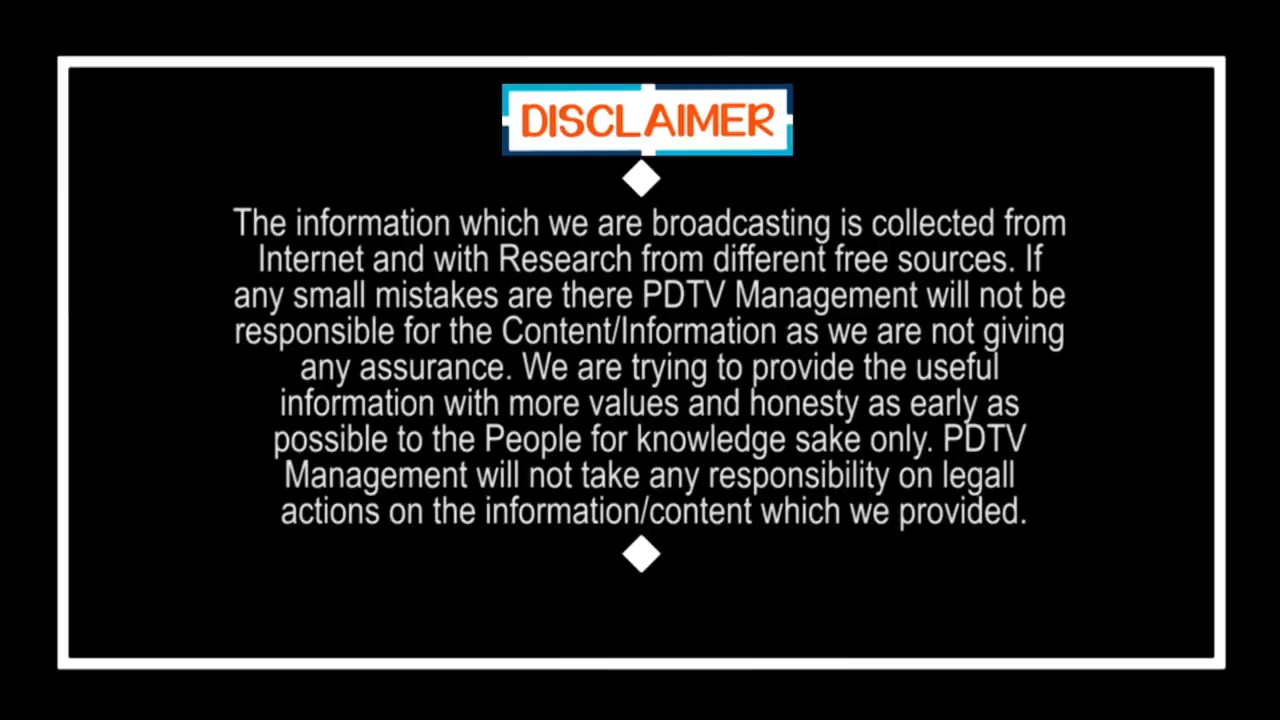 DISCLAIMER
The information which we are broadcasting is collected from
Internet and with Research from different free sources. If
any small mistakes are there PDTV Management will not be
responsible for the Content/Information as we are not giving
any assurance. We are trying to provide the useful
information with more values and honesty as early as
possible to the People for knowledge sake only. PDTV
Management will not take any responsibility on legall
actions on the information/content which we provided.